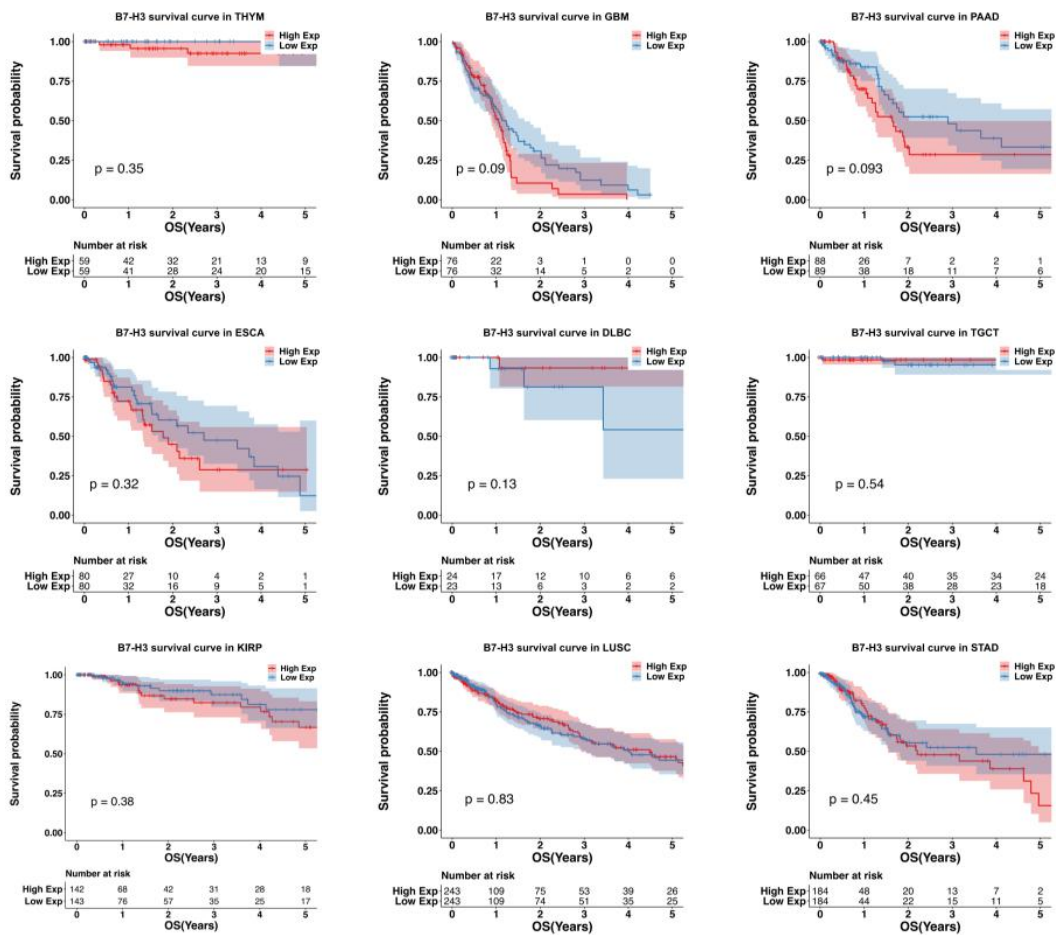 B7-H3 survival curve in THYM
High Exp
Low Exp
Survival probability
1.00
0.75
0.50
0.25
0.00
p = 0.35
0 1 2 3 4 5
OS(Years)
Number at risk
High Exp 59 42 32 21 13 9
Low Exp 59 41 28 24 20 15
0 1 2 3 4 5
OS(Years)
B7-H3 survival curve in GBM
High Exp
Low Exp
Survival probability
1.00
0.75
0.50
0.25
0.00
p = 0.09
0 1 2 3 4 5
OS(Years)
Number at risk
High Exp 76 22 3 1 0 0
Low Exp 76 32 14 5 2 0
0 1 2 3 4 5
OS(Years)
B7-H3 survival curve in PAAD
High Exp
Low Exp
Survival probability
1.00
0.75
0.50
0.25
0.00
p = 0.093
0 1 2 3 4 5
OS(Years)
Number at risk
High Exp 88 26 7 2 2 1
Low Exp 89 38 18 11 7 6
0 1 2 3 4 5
OS(Years)
B7-H3 survival curve in ESCA
High Exp
Low Exp
Survival probability
1.00
0.75
0.50
0.25
0.00
p = 0.32
0 1 2 3 4 5
OS(Years)
Number at risk
High Exp 80 27 10 4 2 1
Low Exp 80 32 16 9 5 1
0 1 2 3 4 5
OS(Years)
B7-H3 survival curve in DLBC
High Exp
Low Exp
Survival probability
1.00
0.75
0.50
0.25
0.00
p = 0.13
0 1 2 3 4 5
OS(Years)
Number at risk
High Exp 24 17 12 10 6 6
Low Exp 23 13 6 3 2 2
0 1 2 3 4 5
OS(Years)
B7-H3 survival curve in TGCT
High Exp
Low Exp
Survival probability
1.00
0.75
0.50
0.25
0.00
p = 0.54
0 1 2 3 4 5
OS(Years)
Number at risk
High Exp 66 47 40 35 34 24
Low Exp 67 50 38 28 23 18
0 1 2 3 4 5
OS(Years)
B7-H3 survival curve in KIRP
High Exp
Low Exp
Survival probability
1.00
0.75
0.50
0.25
0.00
p = 0.38
0 1 2 3 4 5
OS(Years)
Number at risk
High Exp 142 68 42 31 28 18
Low Exp 143 76 57 35 25 17
0 1 2 3 4 5
OS(Years)
B7-H3 survival curve in LUSC
High Exp
Low Exp
Survival probability
1.00
0.75
0.50
0.25
0.00
p = 0.83
0 1 2 3 4 5
OS(Years)
Number at risk
High Exp 243 109 75 53 39 26
Low Exp 243 109 74 51 35 25
0 1 2 3 4 5
OS(Years)
B7-H3 survival curve in STAD
High Exp
Low Exp
Survival probability
1.00
0.75
0.50
0.25
0.00
p = 0.45
0 1 2 3 4 5
OS(Years)
Number at risk
High Exp 184 48 20 13 7 2
Low Exp 184 44 22 15 11 5
0 1 2 3 4 5
OS(Years)